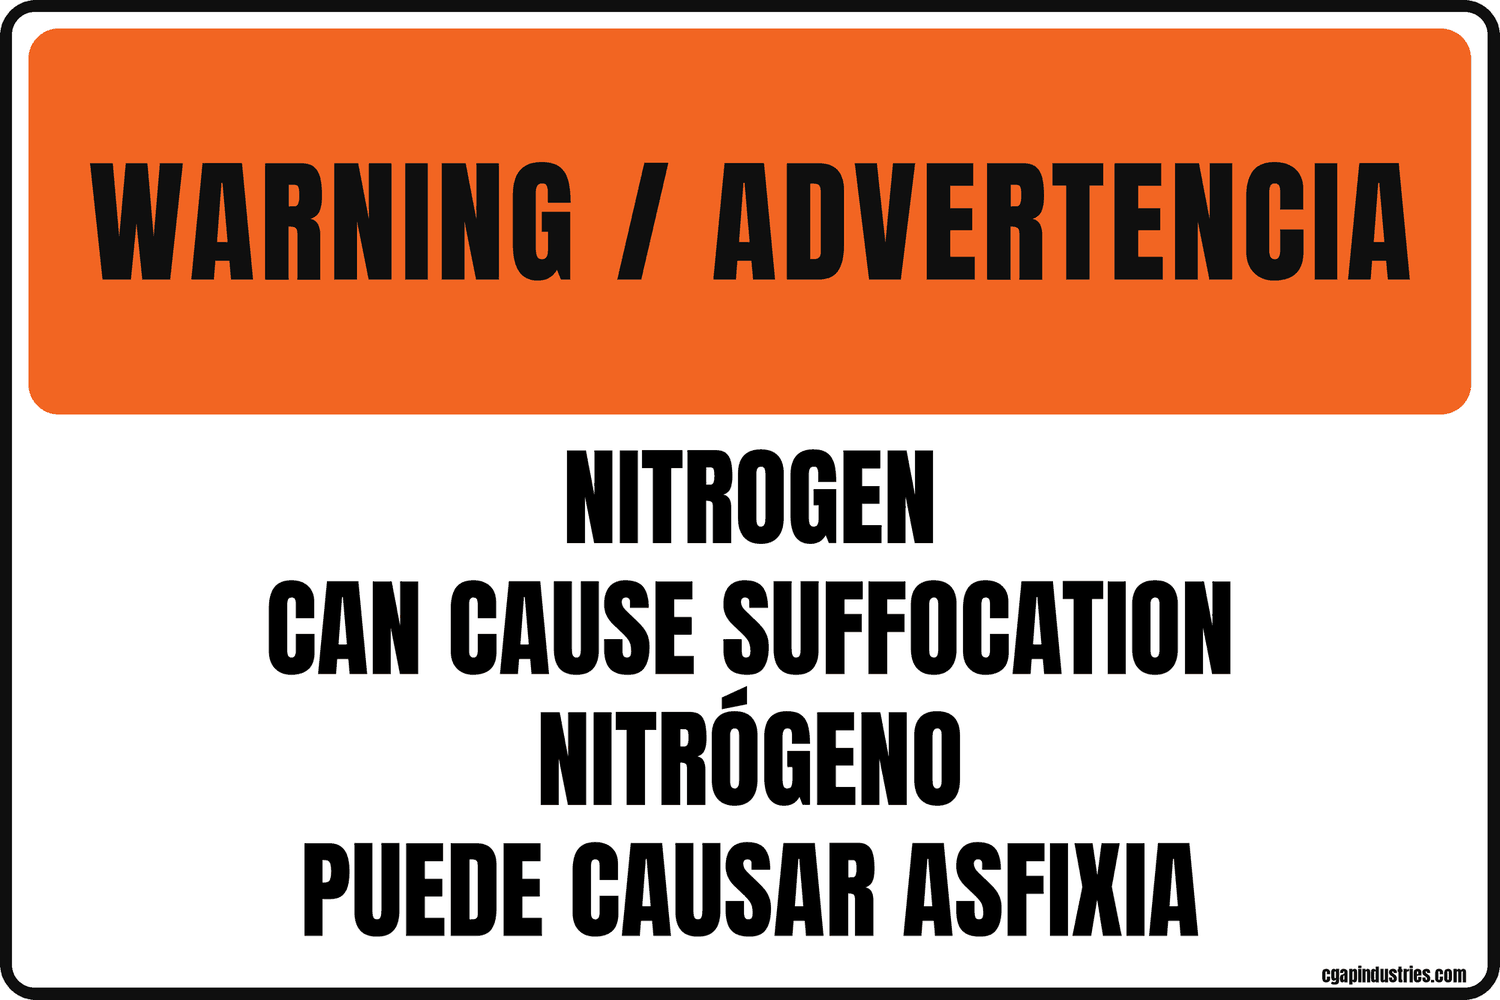 WARNING / ADVERTENCIA
NITROGEN
CAN CAUSE SUFFOCATION
NITRÓGENO
PUEDE CAUSAR ASFIXIA
cgapindustries.com